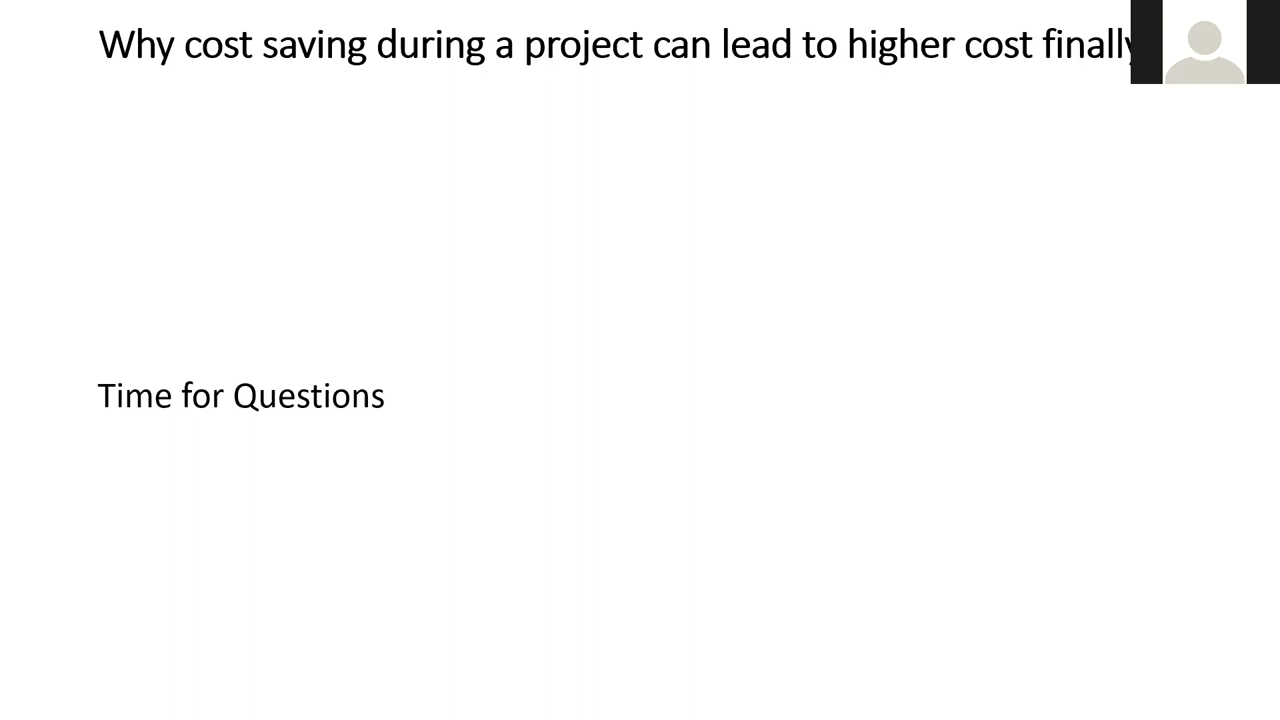 Why cost saving during a project can lead to higher cost finally
Time for Questions